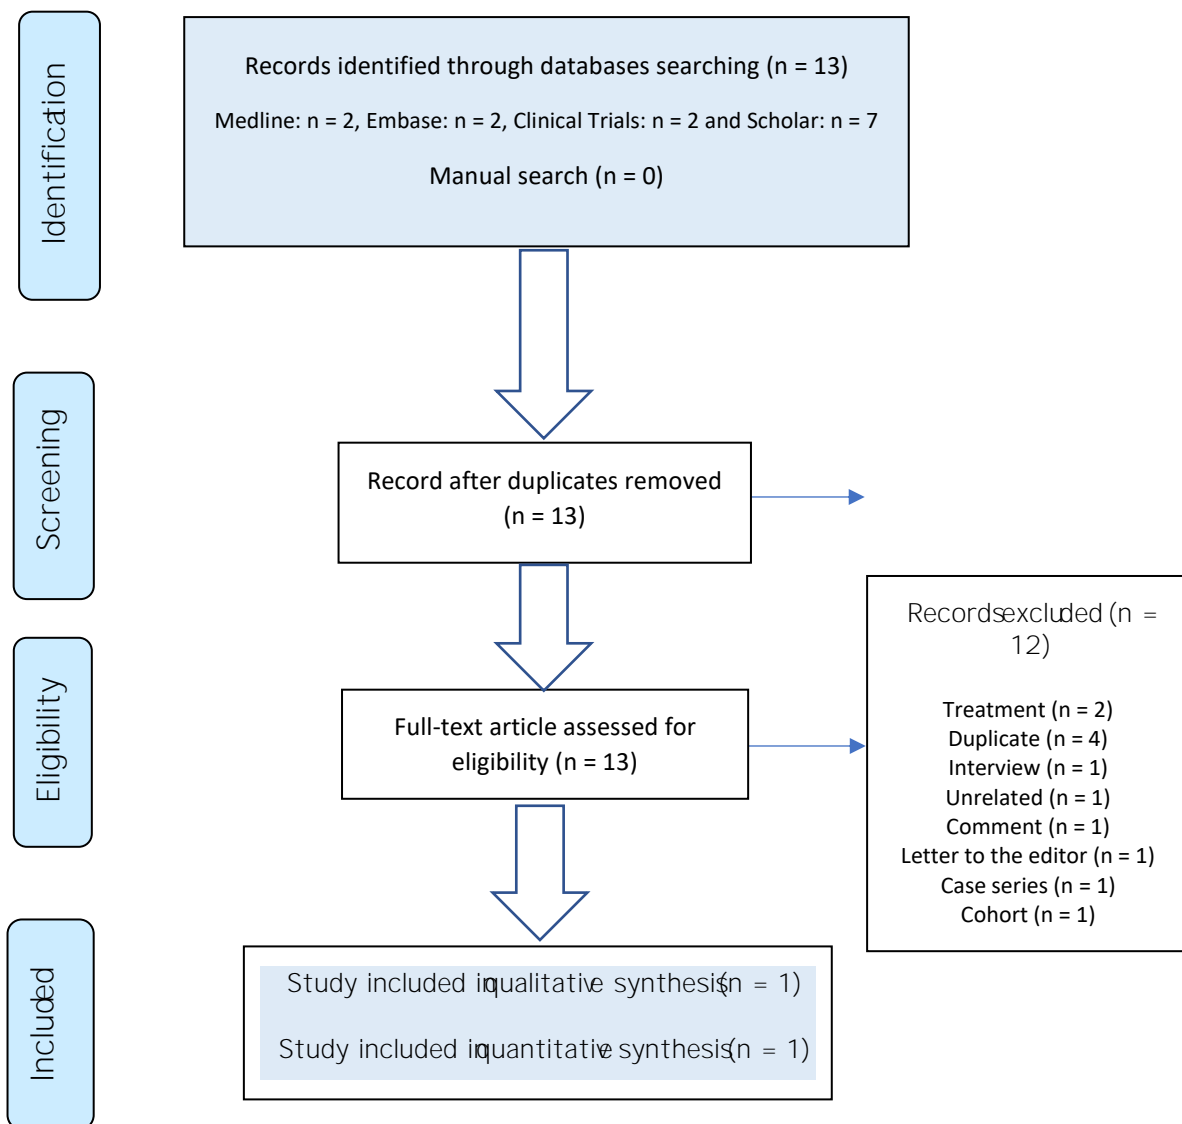 Identification
Records identified through databases searching (n = 13)
Medline: n = 2, Embase: n = 2, Clinical Trials: n = 2 and Scholar: n = 7
Manual search (n = 0)
Screening
Record after duplicates removed
(n = 13)
Eligibility
Full-text article assessed for
eligibility (n = 13)
Records excluded (n =
12)
Treatment (n = 2)
Duplicate (n = 4)
Interview (n = 1)
Unrelated (n = 1)
Comment (n = 1)
Letter to the editor (n = 1)
Case series (n = 1)
Cohort (n = 1)
Included
Study included in qualitative synthesis (n = 1)
Study included in quantitative synthesis (n = 1)